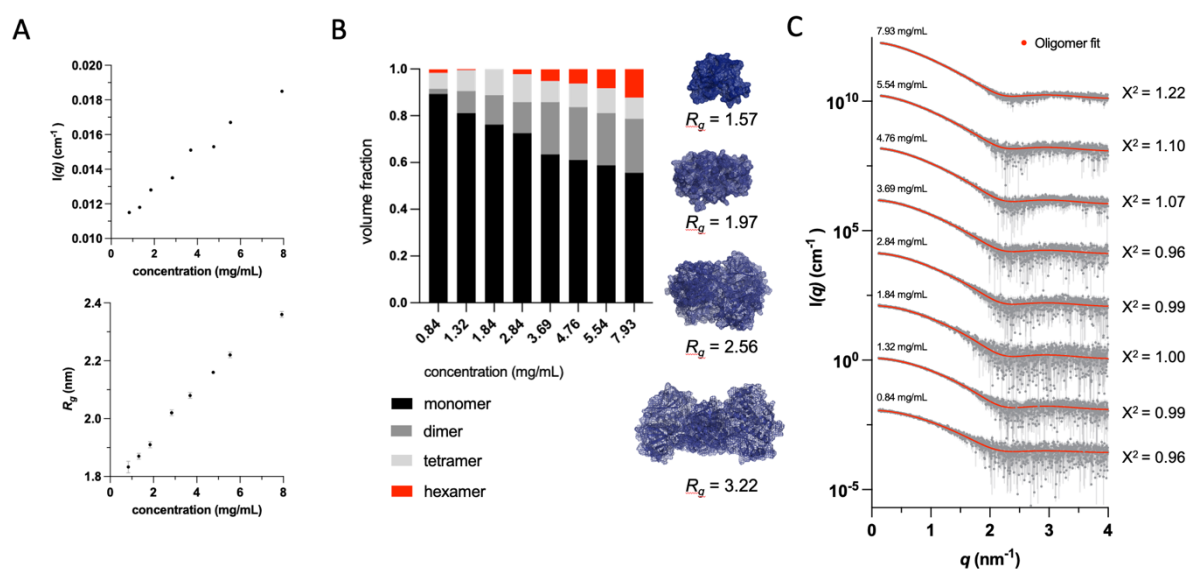 A
0.020
0.018
0.016
0.014
0.012
0.010
I(q) (cm⁻¹)
0 2 4 6 8
concentration (mg/mL)
2.4
2.2
2.0
1.8
Rg (nm)
0 2 4 6 8
concentration (mg/mL)
B
1.0
0.8
0.6
0.4
0.2
0.0
volume fraction
0.84 1.32 1.84 2.84 3.69 4.76 5.54 7.93
concentration (mg/mL)
monomer
dimer
tetramer
hexamer
Rg = 1.57
Rg = 1.97
Rg = 2.56
Rg = 3.22
C
Oligomer fit
7.93 mg/mL
5.54 mg/mL
4.76 mg/mL
3.69 mg/mL
2.84 mg/mL
1.84 mg/mL
1.32 mg/mL
0.84 mg/mL
10¹⁰
10⁵
10⁰
10⁻⁵
I(q) (cm⁻¹)
0 1 2 3 4
q (nm⁻¹)
X² = 1.22
X² = 1.10
X² = 1.07
X² = 0.96
X² = 0.99
X² = 1.00
X² = 0.99
X² = 0.96